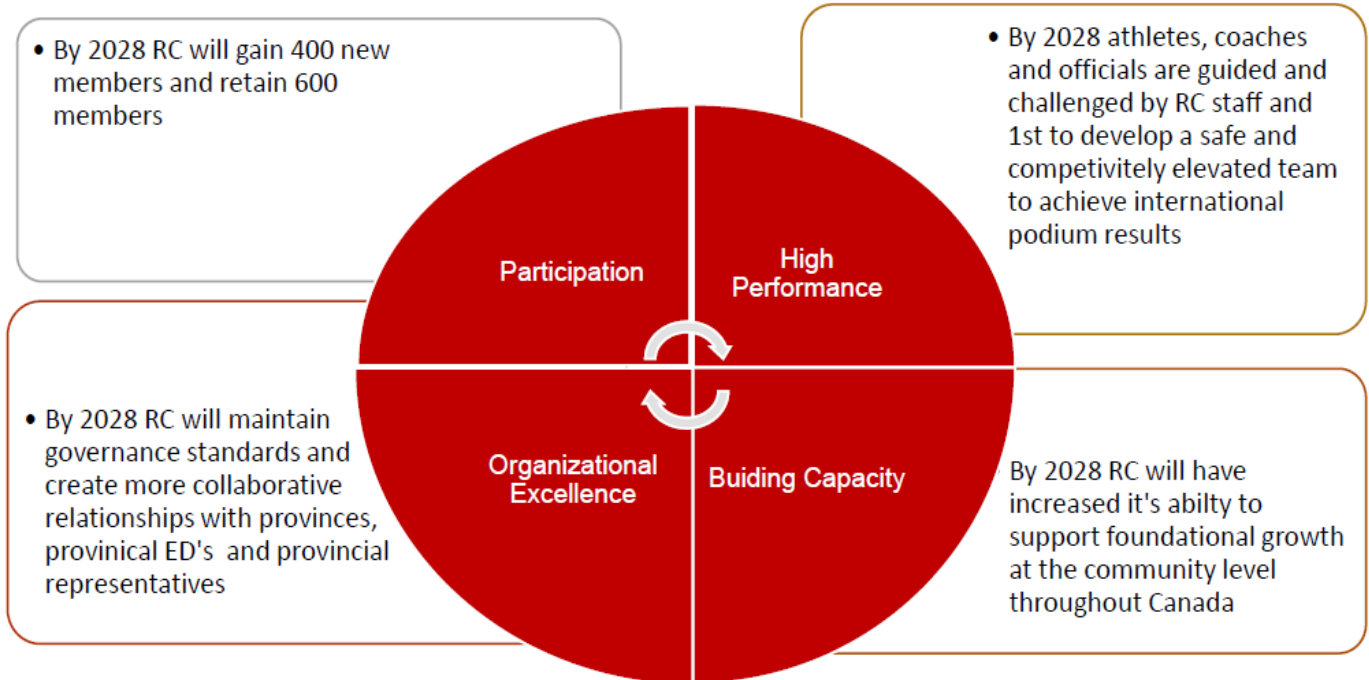 • By 2028 RC will gain 400 new
members and retain 600
members
• By 2028 athletes, coaches
and officials are guided and
challenged by RC staff and
1st to develop a safe and
competivitely elevated team
to achieve international
podium results
Participation
High
Performance
• By 2028 RC will maintain
governance standards and
create more collaborative
relationships with provinces,
provinical ED's and provincial
representatives
Organizational
Excellence
Buiding Capacity
By 2028 RC will have
increased it's abilty to
support foundational growth
at the community level
throughout Canada